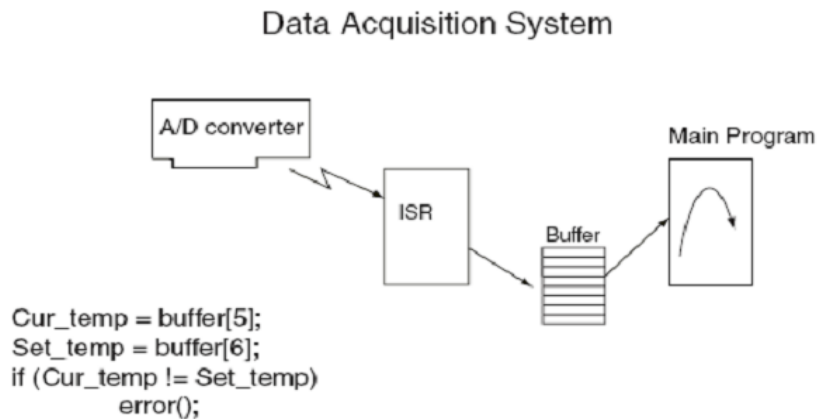 Data Acquisition System
A/D converter
Main Program
ISR
Buffer
Cur_temp = buffer[5];
Set_temp = buffer[6];
if (Cur_temp != Set_temp)
error();